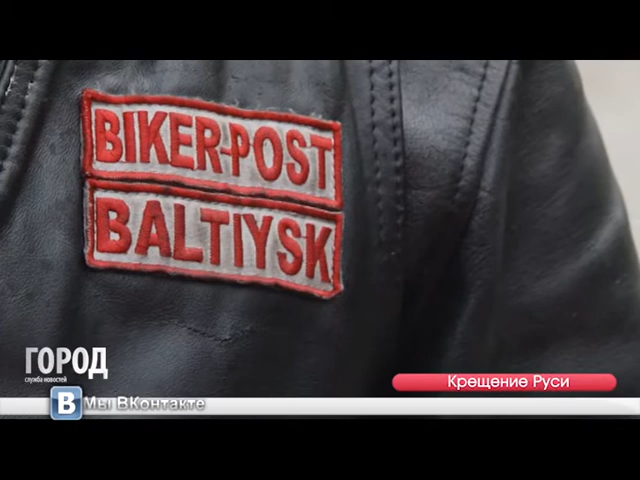 BIKER-POST
BALTIYSK
ГОРОД
служба новостей
Крещение Руси
В Мы ВКонтакте